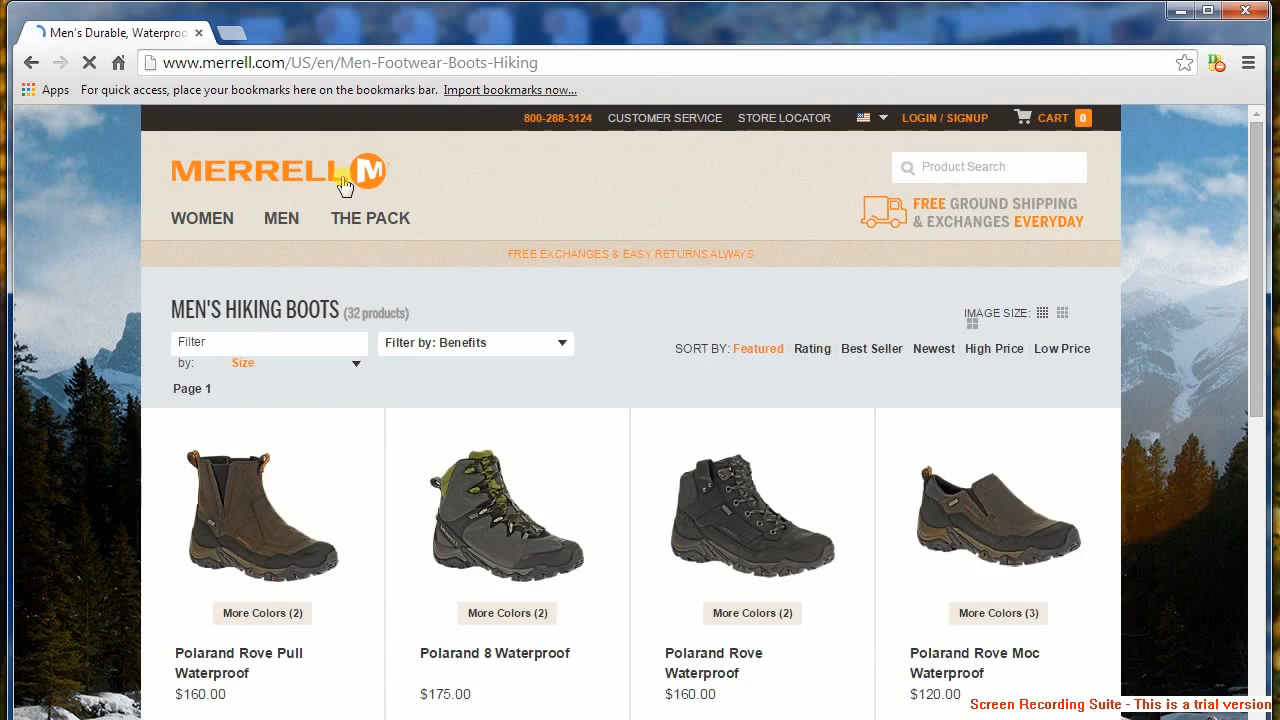 Men's Durable, Waterproo
www.merrell.com/US/en/Men-Footwear-Boots-Hiking
Apps For quick access, place your bookmarks here on the bookmarks bar. Import bookmarks now...
800-288-3124 CUSTOMER SERVICE STORE LOCATOR LOGIN / SIGNUP CART 0
MERRELL M
Product Search
WOMEN MEN THE PACK
FREE GROUND SHIPPING
& EXCHANGES EVERYDAY
FREE EXCHANGES & EASY RETURNS ALWAYS
MEN'S HIKING BOOTS (32 products)
IMAGE SIZE:
Filter
by: Size
Filter by: Benefits
SORT BY: Featured Rating Best Seller Newest High Price Low Price
Page 1
More Colors (2) More Colors (2) More Colors (2) More Colors (3)
Polarand Rove Pull
Waterproof
$160.00
Polarand 8 Waterproof
$175.00
Polarand Rove
Waterproof
$160.00
Polarand Rove Moc
Waterproof
$120.00
Screen Recording Suite - This is a trial version